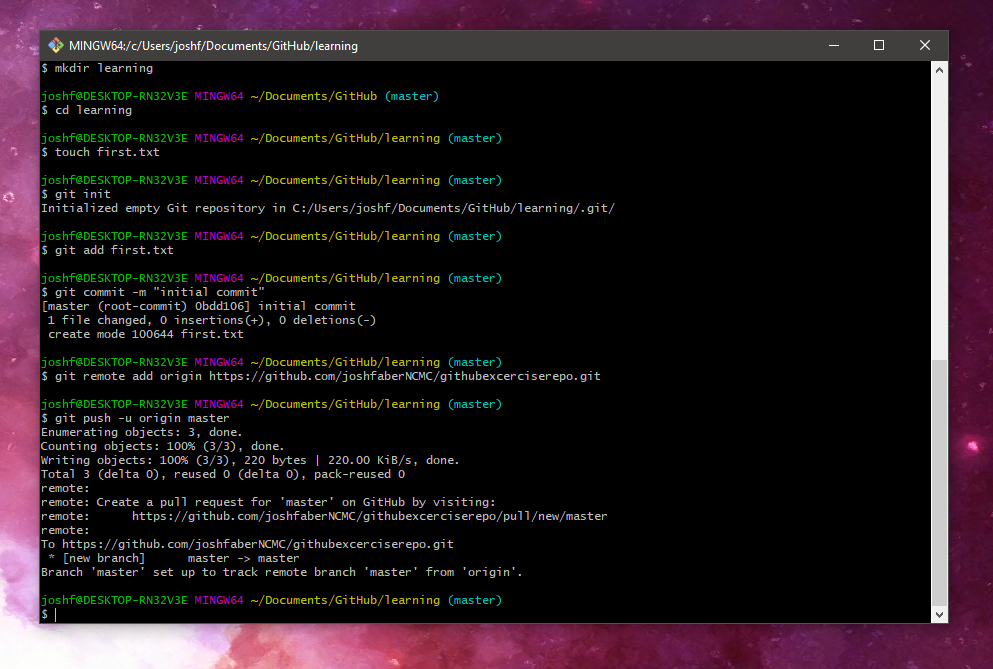 MINGW64:/c/Users/joshf/Documents/GitHub/learning
$ mkdir learning
joshf@DESKTOP-RN32V3E MINGW64 ~/Documents/GitHub (master)
$ cd learning
joshf@DESKTOP-RN32V3E MINGW64 ~/Documents/GitHub/learning (master)
$ touch first.txt
joshf@DESKTOP-RN32V3E MINGW64 ~/Documents/GitHub/learning (master)
$ git init
Initialized empty Git repository in C:/Users/joshf/Documents/GitHub/learning/.git/
joshf@DESKTOP-RN32V3E MINGW64 ~/Documents/GitHub/learning (master)
$ git add first.txt
joshf@DESKTOP-RN32V3E MINGW64 ~/Documents/GitHub/learning (master)
$ git commit -m "initial commit"
[master (root-commit) 0bdd106] initial commit
 1 file changed, 0 insertions(+), 0 deletions(-)
 create mode 100644 first.txt
joshf@DESKTOP-RN32V3E MINGW64 ~/Documents/GitHub/learning (master)
$ git remote add origin https://github.com/joshfaberNCMC/githubexcerciserepo.git
joshf@DESKTOP-RN32V3E MINGW64 ~/Documents/GitHub/learning (master)
$ git push -u origin master
Enumerating objects: 3, done.
Counting objects: 100% (3/3), done.
Writing objects: 100% (3/3), 220 bytes | 220.00 KiB/s, done.
Total 3 (delta 0), reused 0 (delta 0), pack-reused 0
remote:
remote: Create a pull request for 'master' on GitHub by visiting:
remote:      https://github.com/joshfaberNCMC/githubexcerciserepo/pull/new/master
remote:
To https://github.com/joshfaberNCMC/githubexcerciserepo.git
 * [new branch]      master -> master
Branch 'master' set up to track remote branch 'master' from 'origin'.
joshf@DESKTOP-RN32V3E MINGW64 ~/Documents/GitHub/learning (master)
$